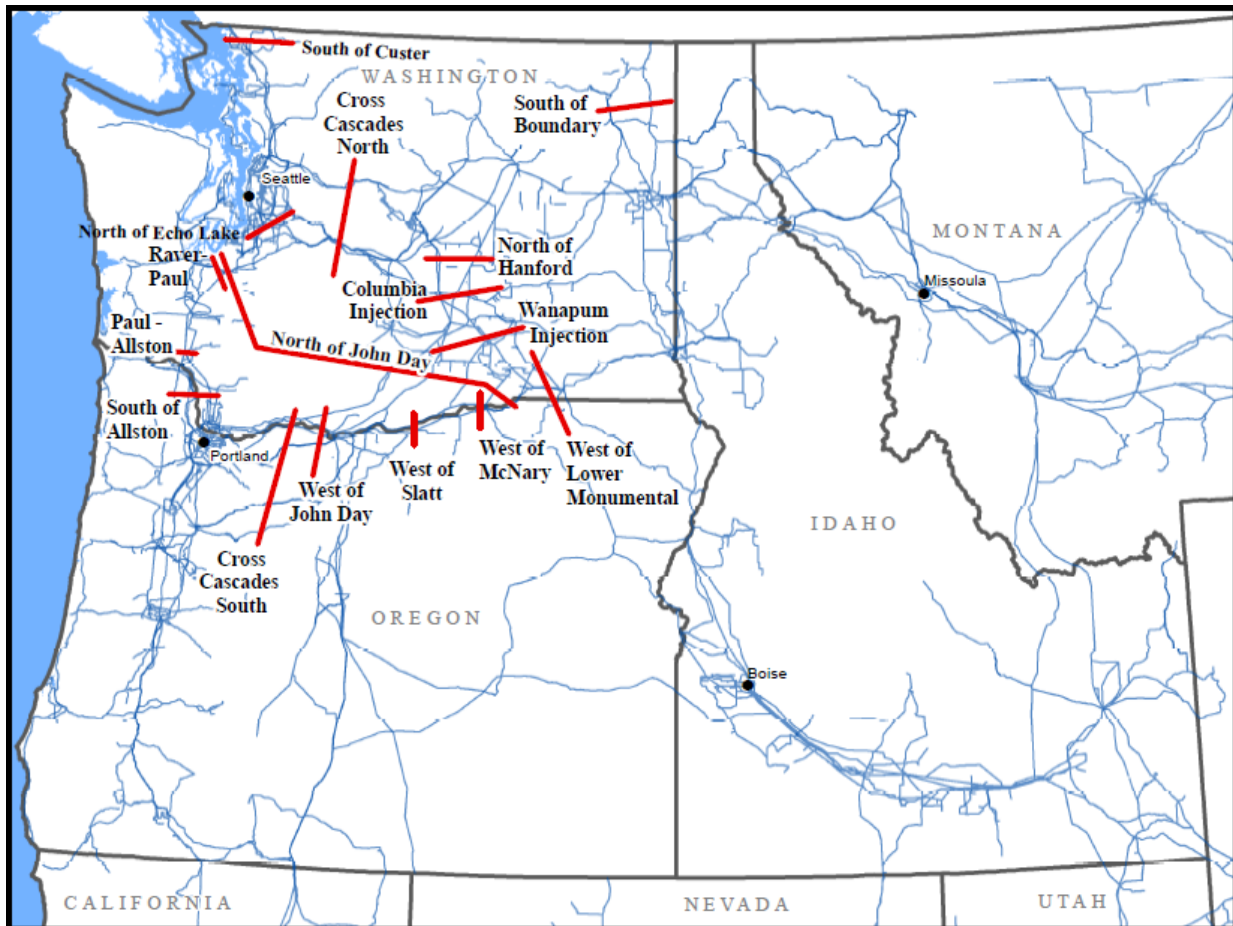 South of Custer
WASHINGTON
Cross
Cascades
North
South of
Boundary
Seattle
North of Echo Lake
Raver-
Paul
North of
Hanford
MONTANA
Columbia
Injection
Missoula
Wanapum
Injection
Paul -
Allston
North of John Day
South of
Allston
Portland
West of
John Day
West of
Slatt
West of
McNary
West of
Lower
Monumental
IDAHO
Cross
Cascades
South
OREGON
Boise
CALIFORNIA
NEVADA
UTAH